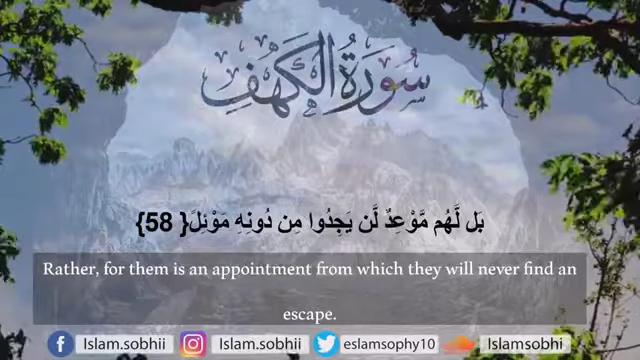 سُورَةُ الكَهْفِ
بَل لَّهُم مَّوْعِدٌ لَّن يَجِدُوا مِن دُونِهِ مَوْئِلً{ 58}
Rather, for them is an appointment from which they will never find an
escape.
Islam.sobhii Islam.sobhii eslamsophy10 Islamsobhi